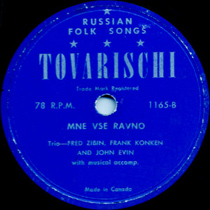 RUSSIAN
FOLK SONGS
TOVARISCHI
Trade Mark Registered
78 R.P.M. 1165-B
MNE VSE RAVNO
Trio—FRED ZIBIN, FRANK KONKEN
AND JOHN EVIN
with musical accomp.
Made in Canada